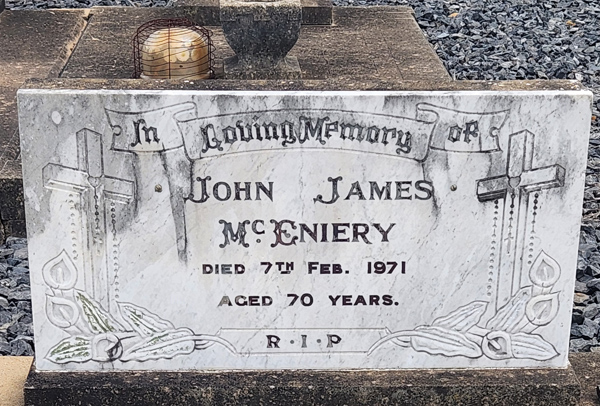 In Loving Memory of
JOHN JAMES
McENIERY
DIED 7TH FEB. 1971
AGED 70 YEARS.
R·I·P